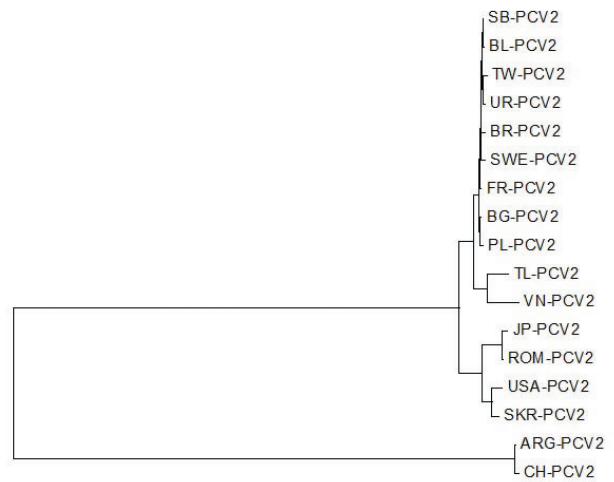 SB-PCV2
BL-PCV2
TW-PCV2
UR-PCV2
BR-PCV2
SWE-PCV2
FR-PCV2
BG-PCV2
PL-PCV2
TL-PCV2
VN-PCV2
JP-PCV2
ROM-PCV2
USA-PCV2
SKR-PCV2
ARG-PCV2
CH-PCV2